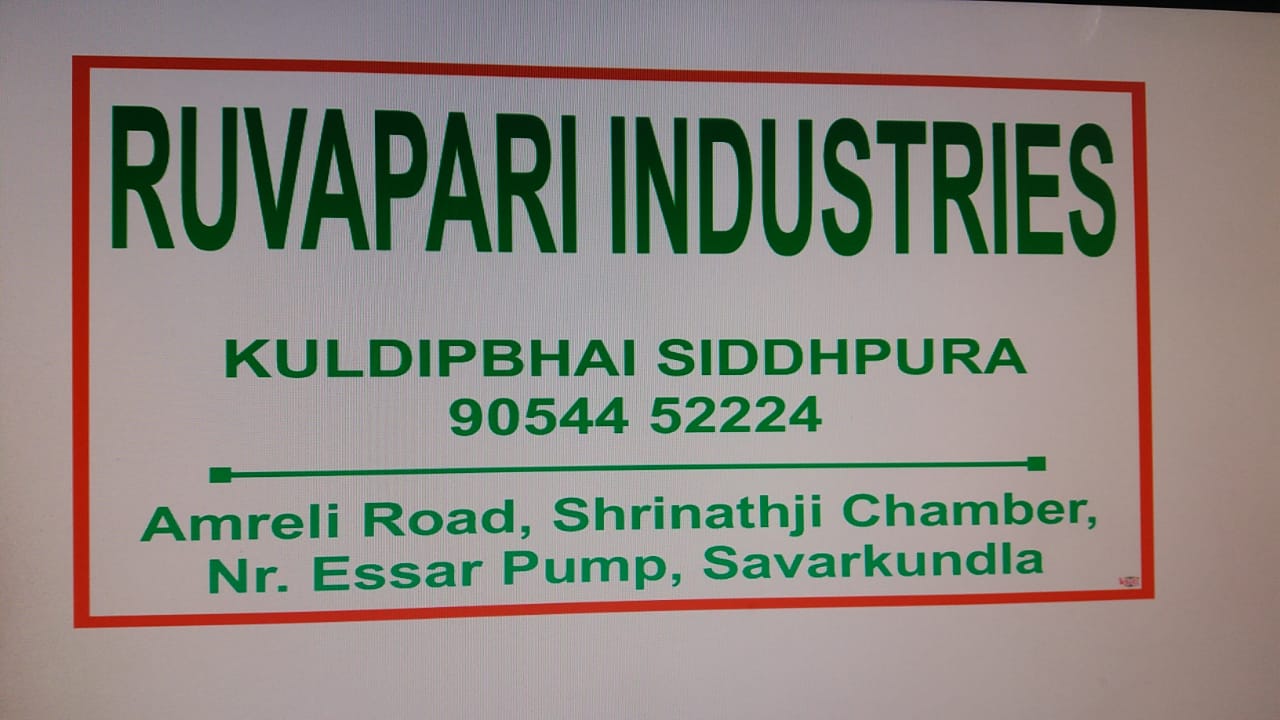 RUVAPARI INDUSTRIES
KULDIPBHAI SIDDHPURA
90544 52224
Amreli Road, Shrinathji Chamber,
Nr. Essar Pump, Savarkundla